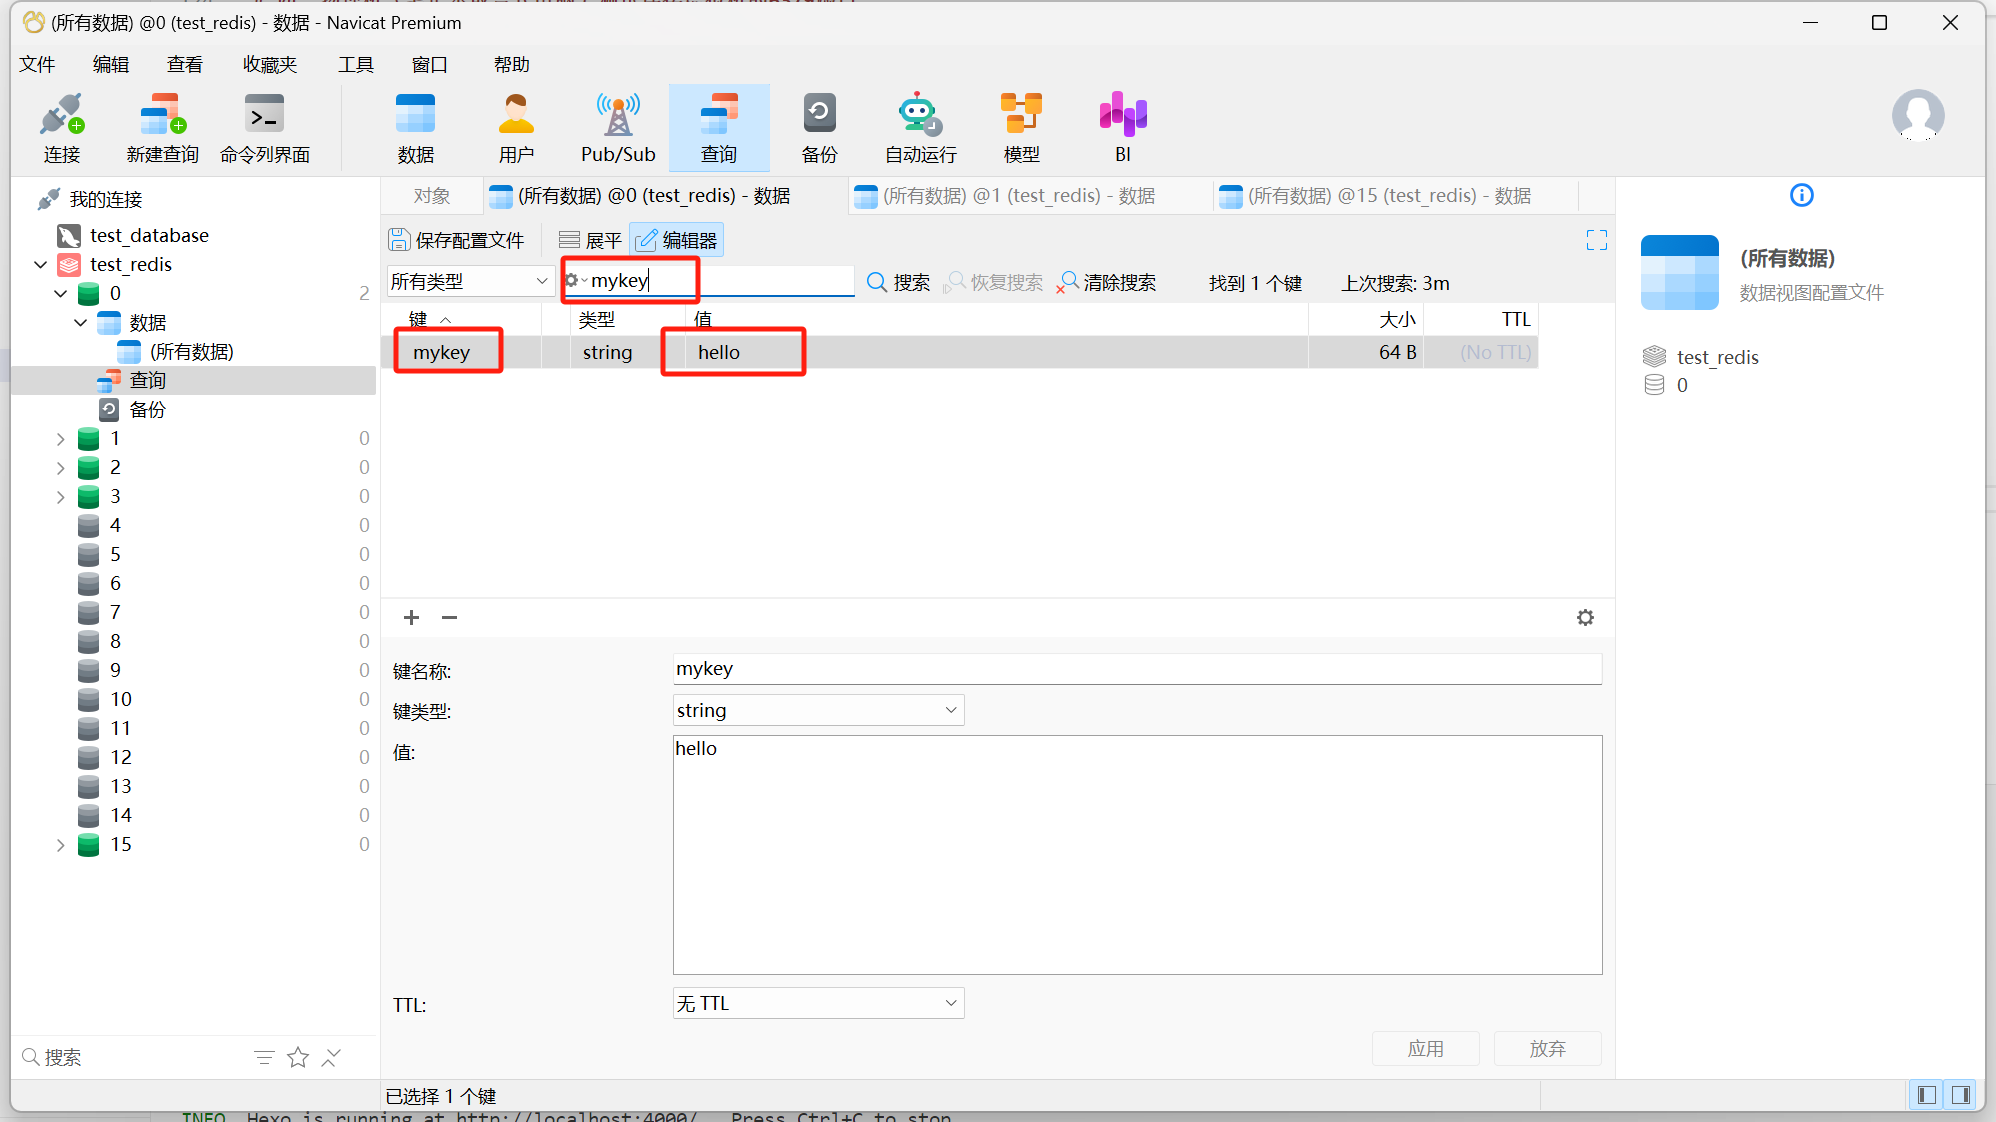 (所有数据) @0 (test_redis) - 数据 - Navicat Premium
文件 编辑 查看 收藏夹 工具 窗口 帮助
连接 新建查询 命令列界面 数据 用户 Pub/Sub 查询 备份 自动运行 模型 BI
我的连接
test_database
test_redis
0 2
数据
(所有数据)
查询
备份
1 0
2 0
3 0
4 0
5 0
6 0
7 0
8 0
9 0
10 0
11 0
12 0
13 0
14 0
15 0
搜索
对象 (所有数据) @0 (test_redis) - 数据 (所有数据) @1 (test_redis) - 数据 (所有数据) @15 (test_redis) - 数据
保存配置文件 展平 编辑器
所有类型 mykey 搜索 恢复搜索 清除搜索 找到 1 个键 上次搜索: 3m
键 类型 值 大小 TTL
mykey string hello 64 B (No TTL)
键名称: mykey
键类型: string
值: hello
TTL: 无 TTL
应用 放弃
已选择 1 个键
(所有数据)
数据视图配置文件
test_redis
0
INFO Hexo is running at http://localhost:4000/ . Press Ctrl+C to stop.